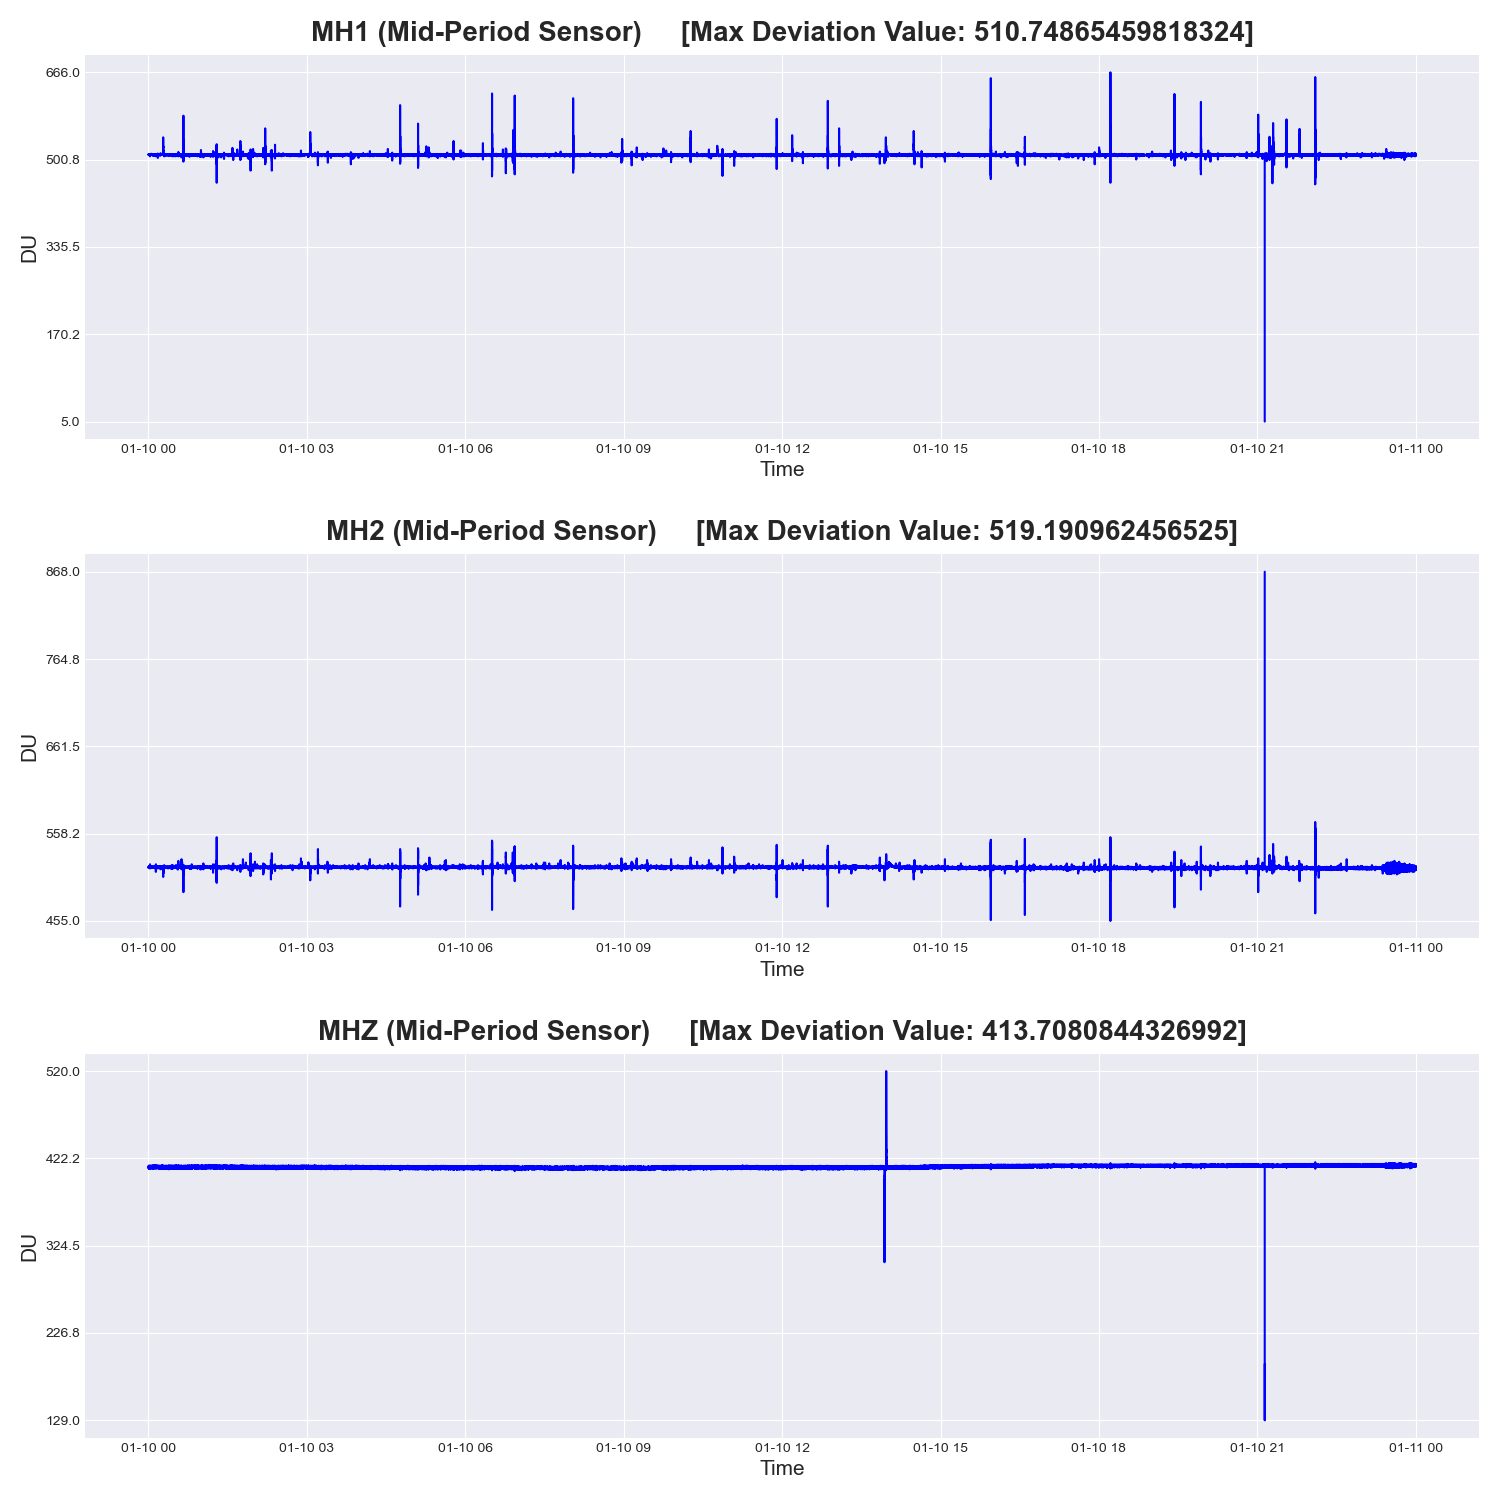 MH1 (Mid-Period Sensor) [Max Deviation Value: 510.74865459818324]
666.0
500.8
335.5
170.2
5.0
DU
01-10 00 01-10 03 01-10 06 01-10 09 01-10 12 01-10 15 01-10 18 01-10 21 01-11 00
Time
MH2 (Mid-Period Sensor) [Max Deviation Value: 519.190962456525]
868.0
764.8
661.5
558.2
455.0
DU
01-10 00 01-10 03 01-10 06 01-10 09 01-10 12 01-10 15 01-10 18 01-10 21 01-11 00
Time
MHZ (Mid-Period Sensor) [Max Deviation Value: 413.7080844326992]
520.0
422.2
324.5
226.8
129.0
DU
01-10 00 01-10 03 01-10 06 01-10 09 01-10 12 01-10 15 01-10 18 01-10 21 01-11 00
Time